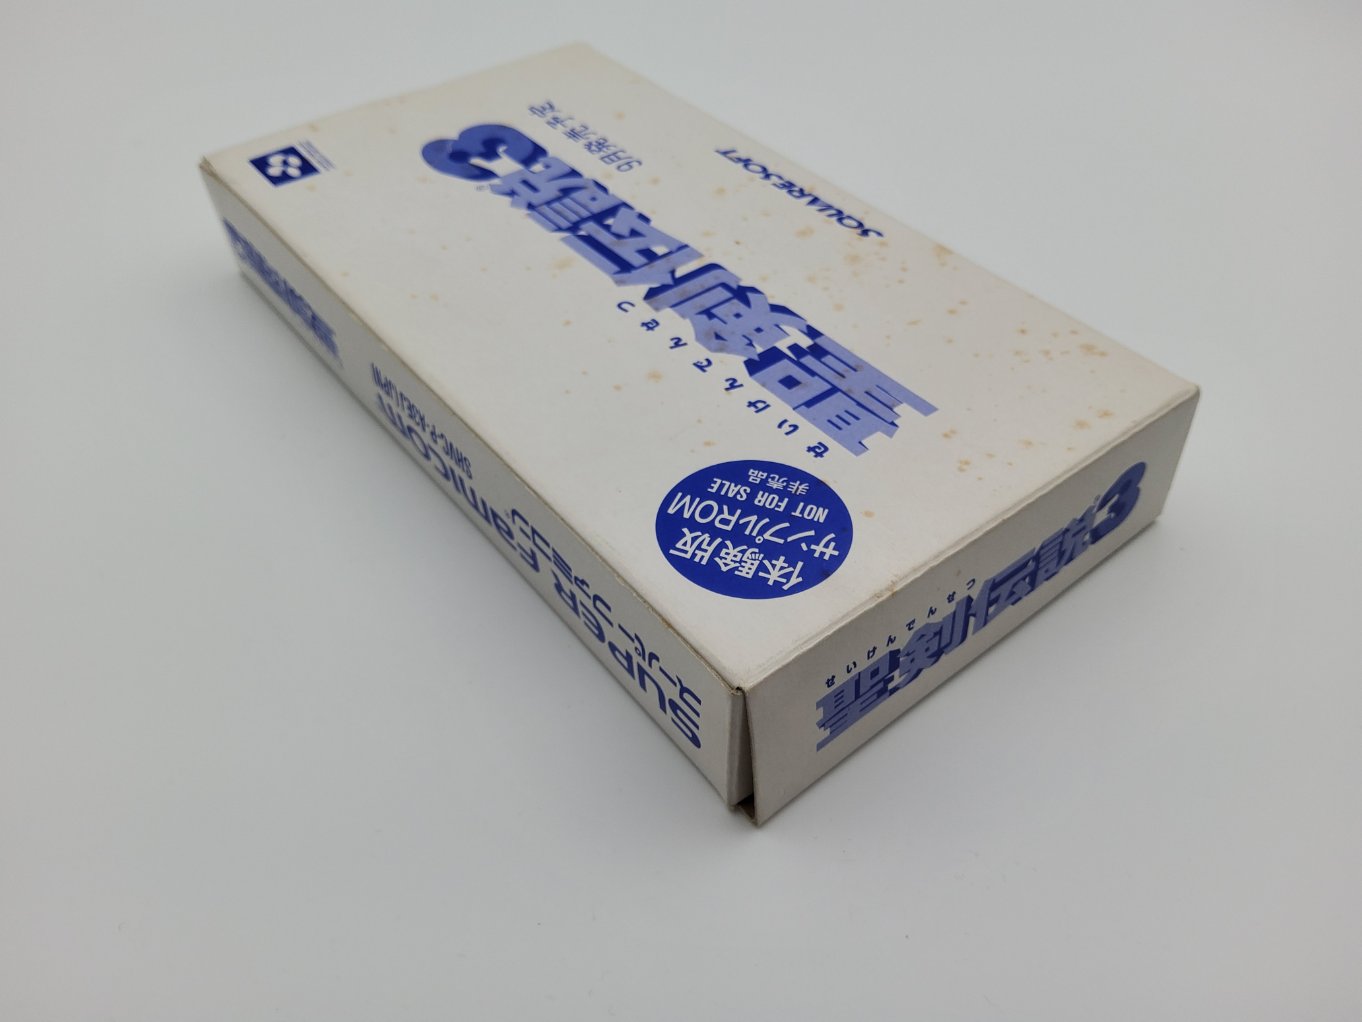 SQUARESOFT
9月発売予定
聖剣伝説3
せいけんでんせつ
体験版
サンプルROM
NOT FOR SALE
非売品
SHVC-P-A3EJ(JPN)
SUPER Famicom
スーパーファミコン
せいけんでんせつ
聖剣伝説3